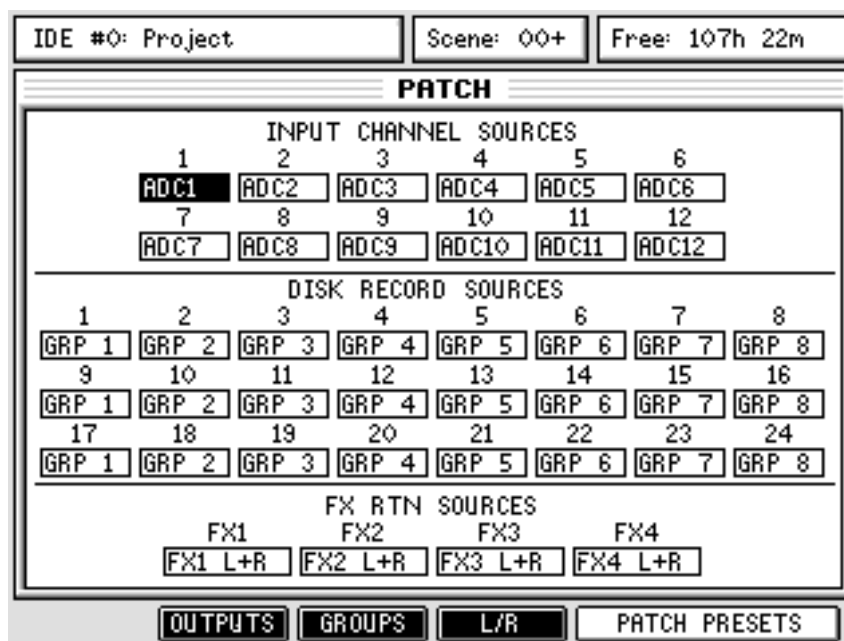 IDE #0: Project Scene: 00+ Free: 107h 22m
PATCH
INPUT CHANNEL SOURCES
1 2 3 4 5 6
ADC1 ADC2 ADC3 ADC4 ADC5 ADC6
7 8 9 10 11 12
ADC7 ADC8 ADC9 ADC10 ADC11 ADC12
DISK RECORD SOURCES
1 2 3 4 5 6 7 8
GRP 1 GRP 2 GRP 3 GRP 4 GRP 5 GRP 6 GRP 7 GRP 8
9 10 11 12 13 14 15 16
GRP 1 GRP 2 GRP 3 GRP 4 GRP 5 GRP 6 GRP 7 GRP 8
17 18 19 20 21 22 23 24
GRP 1 GRP 2 GRP 3 GRP 4 GRP 5 GRP 6 GRP 7 GRP 8
FX RTN SOURCES
FX1 FX2 FX3 FX4
FX1 L+R FX2 L+R FX3 L+R FX4 L+R
OUTPUTS GROUPS L/R PATCH PRESETS